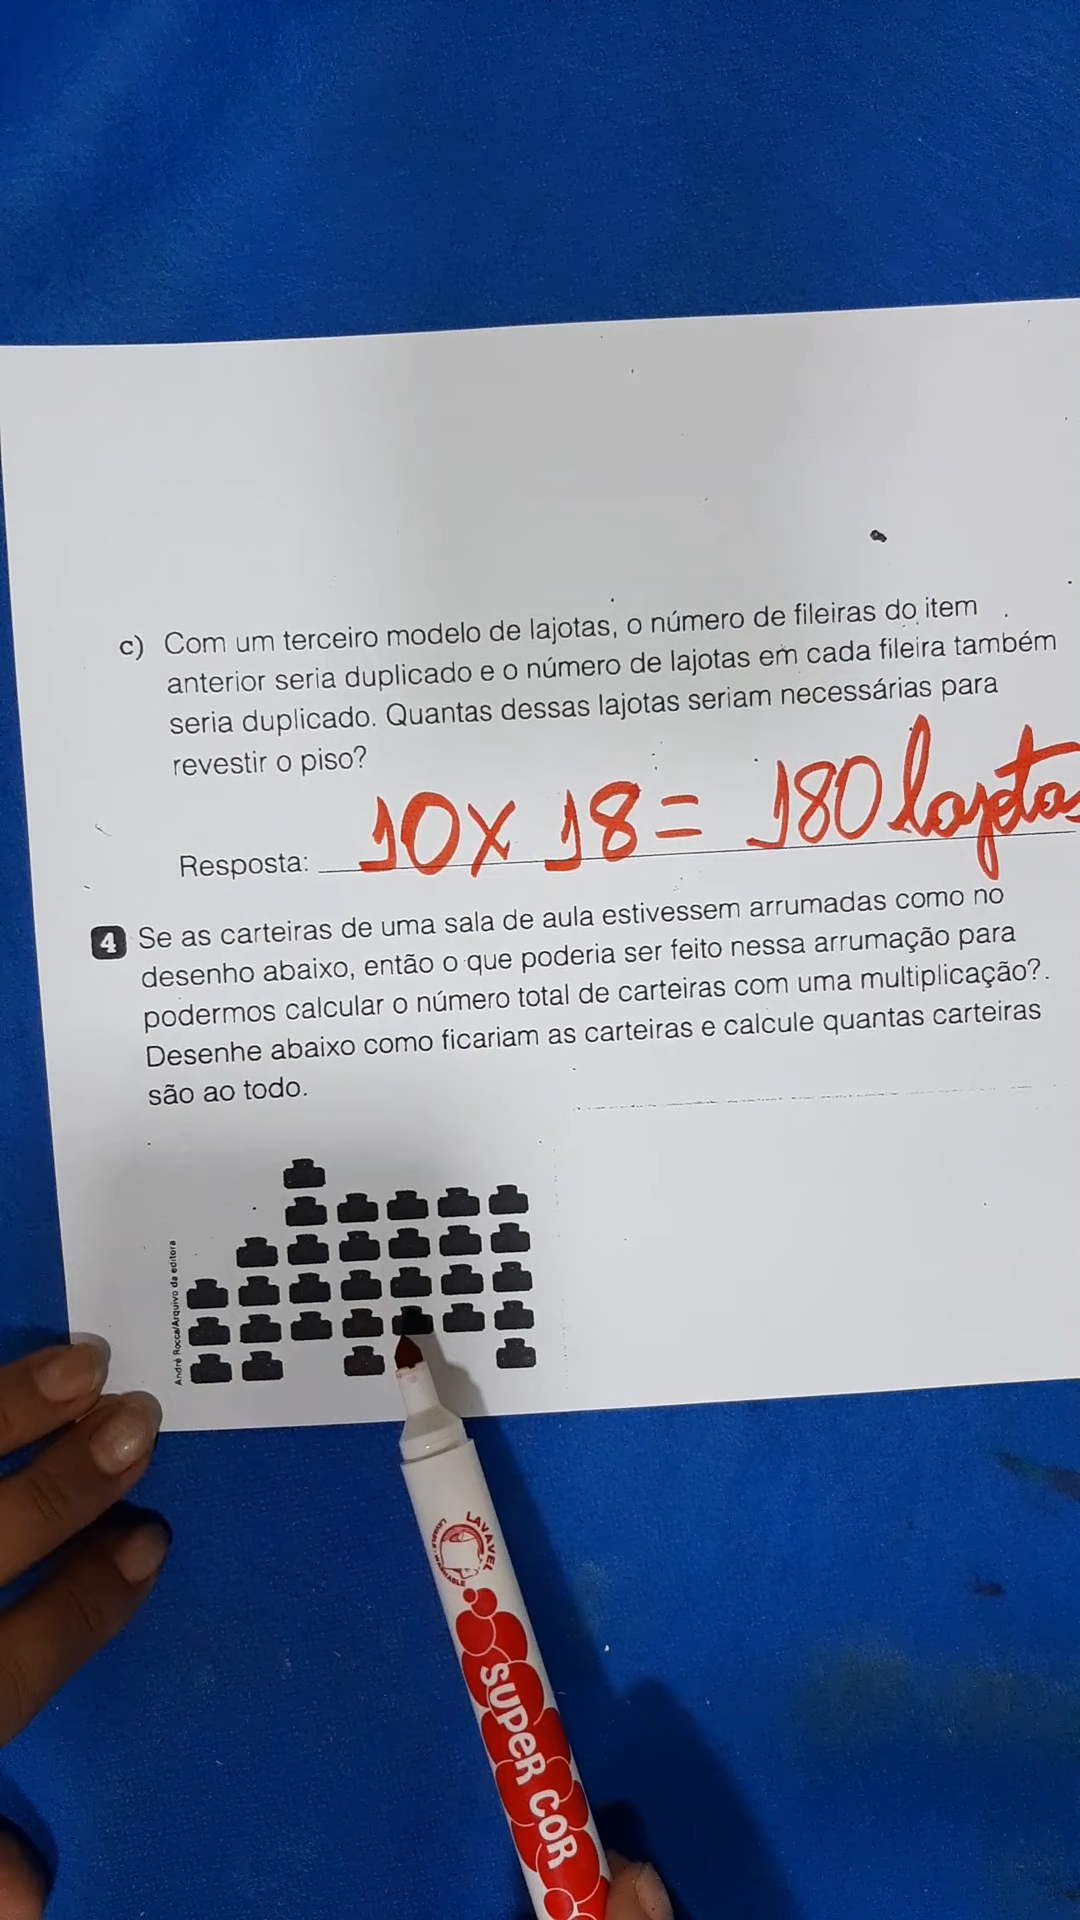 c) Com um terceiro modelo de lajotas, o número de fileiras do item
anterior seria duplicado e o número de lajotas em cada fileira também
seria duplicado. Quantas dessas lajotas seriam necessárias para
revestir o piso?
Resposta: 10 x 18 = 180 lajotas
4 Se as carteiras de uma sala de aula estivessem arrumadas como no
desenho abaixo, então o que poderia ser feito nessa arrumação para
podermos calcular o número total de carteiras com uma multiplicação?.
Desenhe abaixo como ficariam as carteiras e calcule quantas carteiras
são ao todo.
André Rocca/Arquivo da editora
LAVÁVEL
SUPER COR